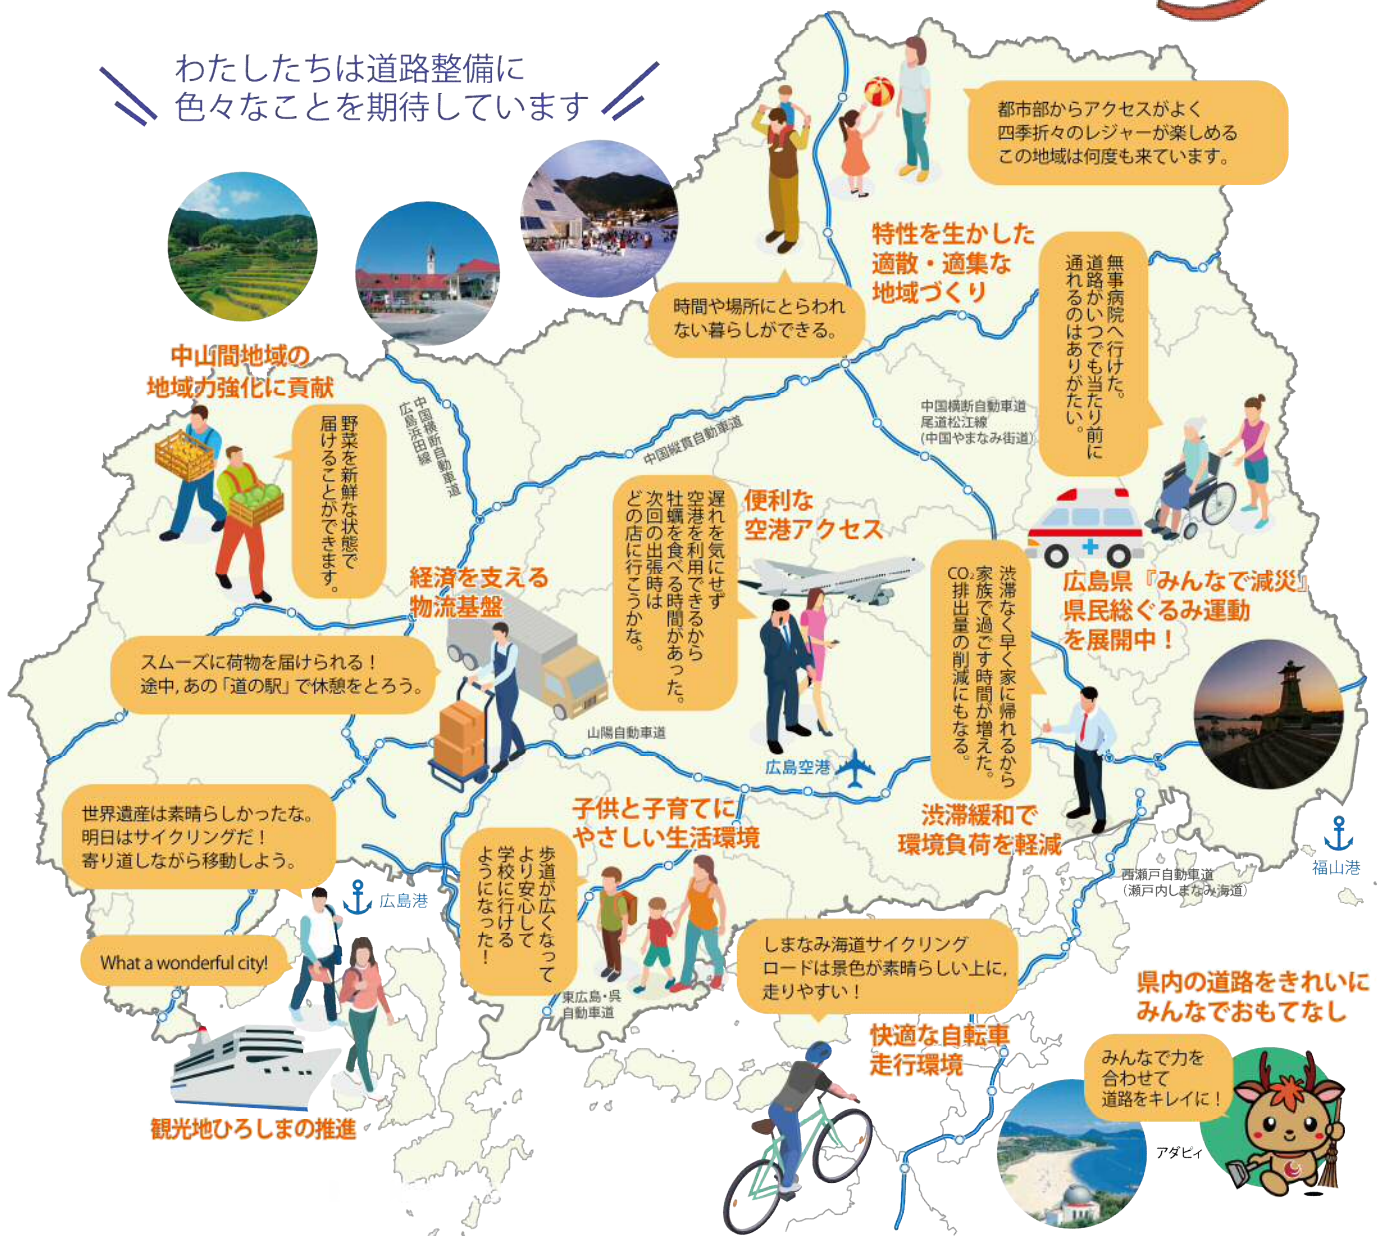 わたしたちは道路整備に
色々なことを期待しています
都市部からアクセスがよく
四季折々のレジャーが楽しめる
この地域は何度も来ています。
特性を生かした
適散・適集な
地域づくり
時間や場所にとらわれ
ない暮らしができる。
無事病院へ行けた。
道路がいつでも当たり前に
通れるのはありがたい。
中山間地域の
地域力強化に貢献
野菜を新鮮な状態で
届けることができます。
中国横断自動車道
広島浜田線
中国縦貫自動車道
中国横断自動車道
尾道松江線
(中国やまなみ街道)
便利な
空港アクセス
遅れを気にせず
空港を利用できるから
牡蠣を食べる時間があった。
次回の出張時は
どの店に行こうかな。
経済を支える
物流基盤
スムーズに荷物を届けられる！
途中,あの「道の駅」で休憩をとろう。
広島県『みんなで減災』
県民総ぐるみ運動
を展開中！
渋滞なく早く家に帰れるから
家族で過ごす時間が増えた。
CO₂排出量の削減にもなる。
山陽自動車道
広島空港
渋滞緩和で
環境負荷を軽減
世界遺産は素晴らしかったな。
明日はサイクリングだ！
寄り道しながら移動しよう。
子供と子育てに
やさしい生活環境
歩道が広くなって
より安心して
学校に行ける
ようになった！
福山港
西瀬戸自動車道
（瀬戸内しまなみ海道）
広島港
What a wonderful city!
東広島・呉
自動車道
しまなみ海道サイクリング
ロードは景色が素晴らしい上に,
走りやすい！
快適な自転車
走行環境
県内の道路をきれいに
みんなでおもてなし
みんなで力を
合わせて
道路をキレイに！
アダピィ
観光地ひろしまの推進